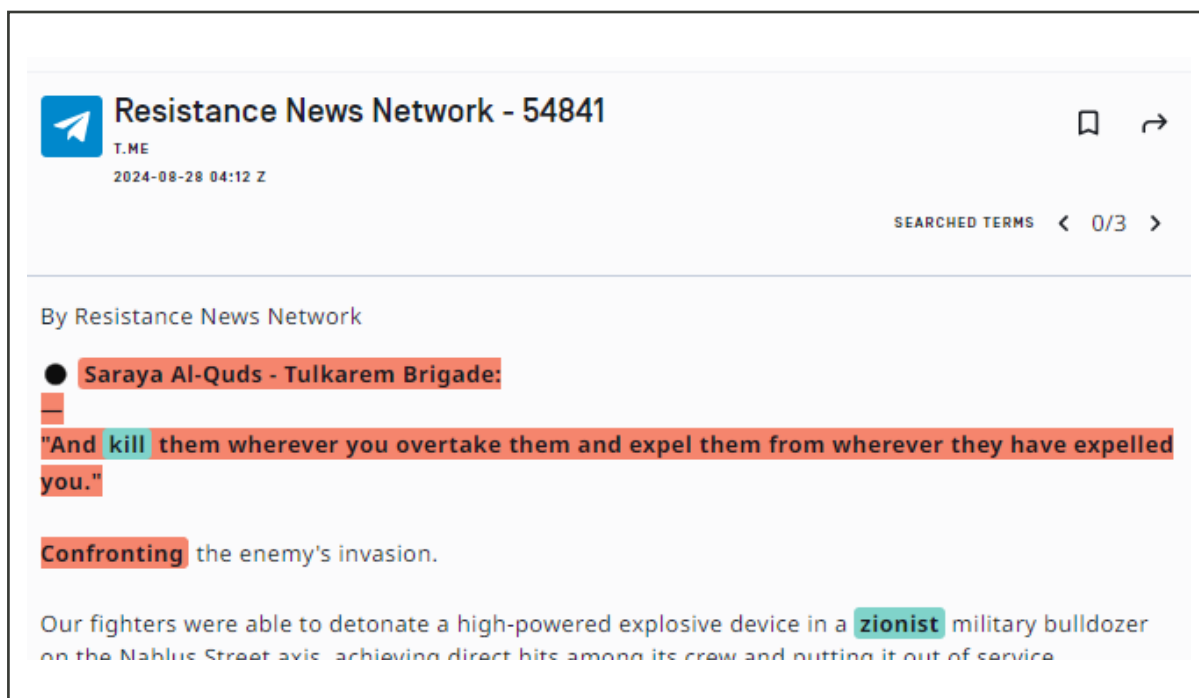 Resistance News Network - 54841
T.ME
2024-08-28 04:12 Z
SEARCHED TERMS < 0/3 >
By Resistance News Network
● Saraya Al-Quds - Tulkarem Brigade:
—
"And kill them wherever you overtake them and expel them from wherever they have expelled
you."
Confronting the enemy's invasion.
Our fighters were able to detonate a high-powered explosive device in a zionist military bulldozer
on the Nablus Street axis, achieving direct hits among its crew and putting it out of service.